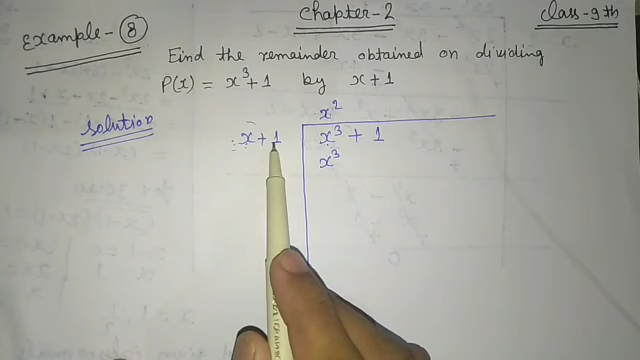 Chapter-2
Class-9th
Example-8
Find the remainder obtained on dividing
P(x) = x³+1 by x+1
Solution
x²
x+1 x³ + 1
x³